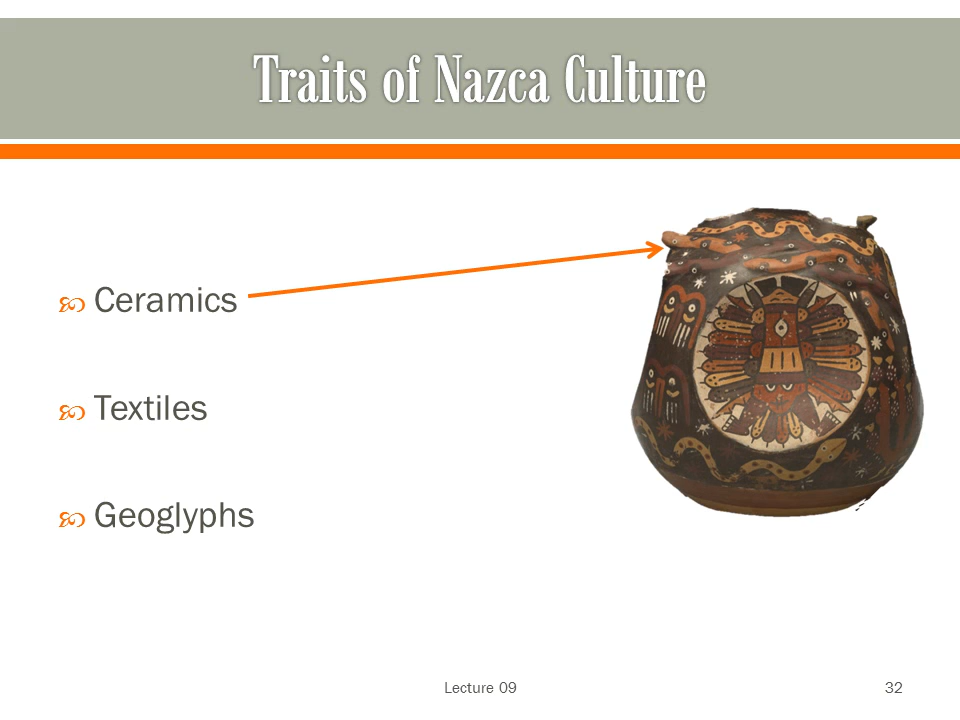 Traits of Nazca Culture
Ceramics
Textiles
Geoglyphs
Lecture 09
32